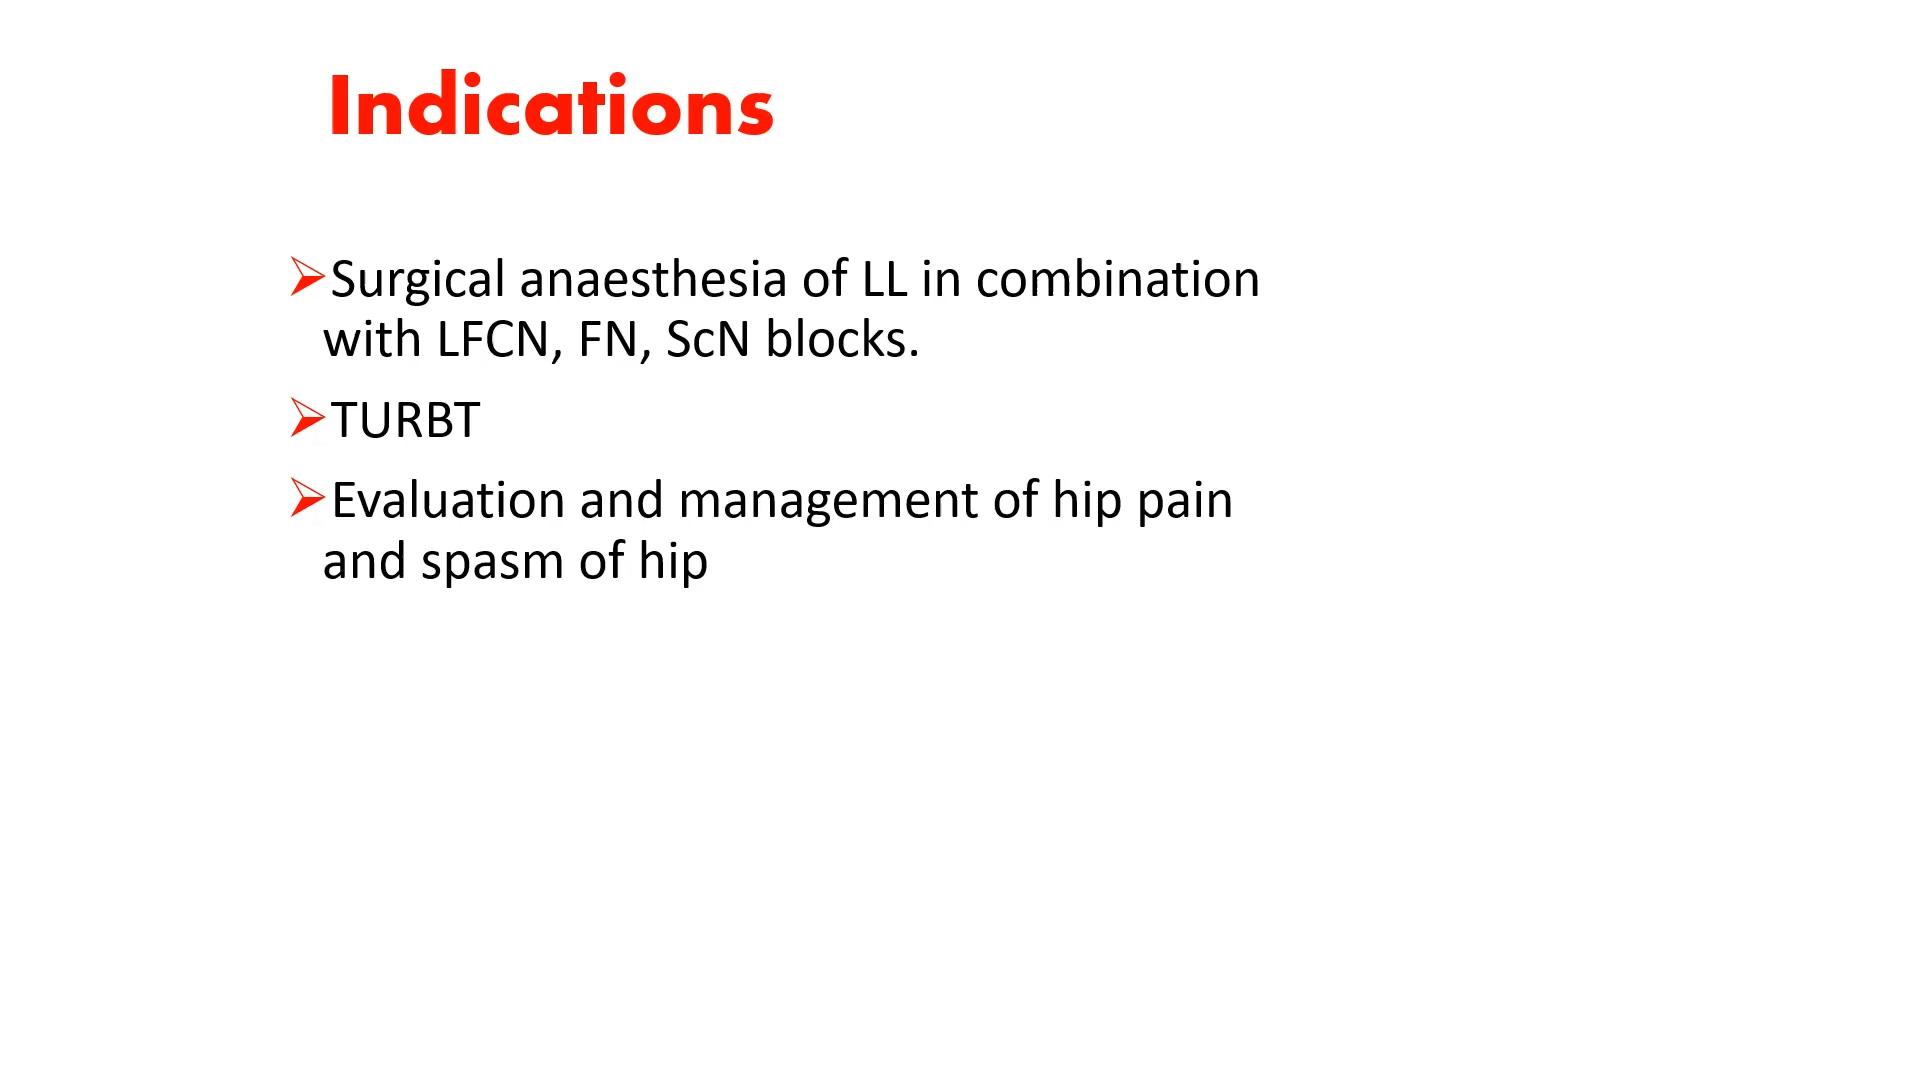 Indications
➢Surgical anaesthesia of LL in combination
with LFCN, FN, ScN blocks.
➢TURBT
➢Evaluation and management of hip pain
and spasm of hip